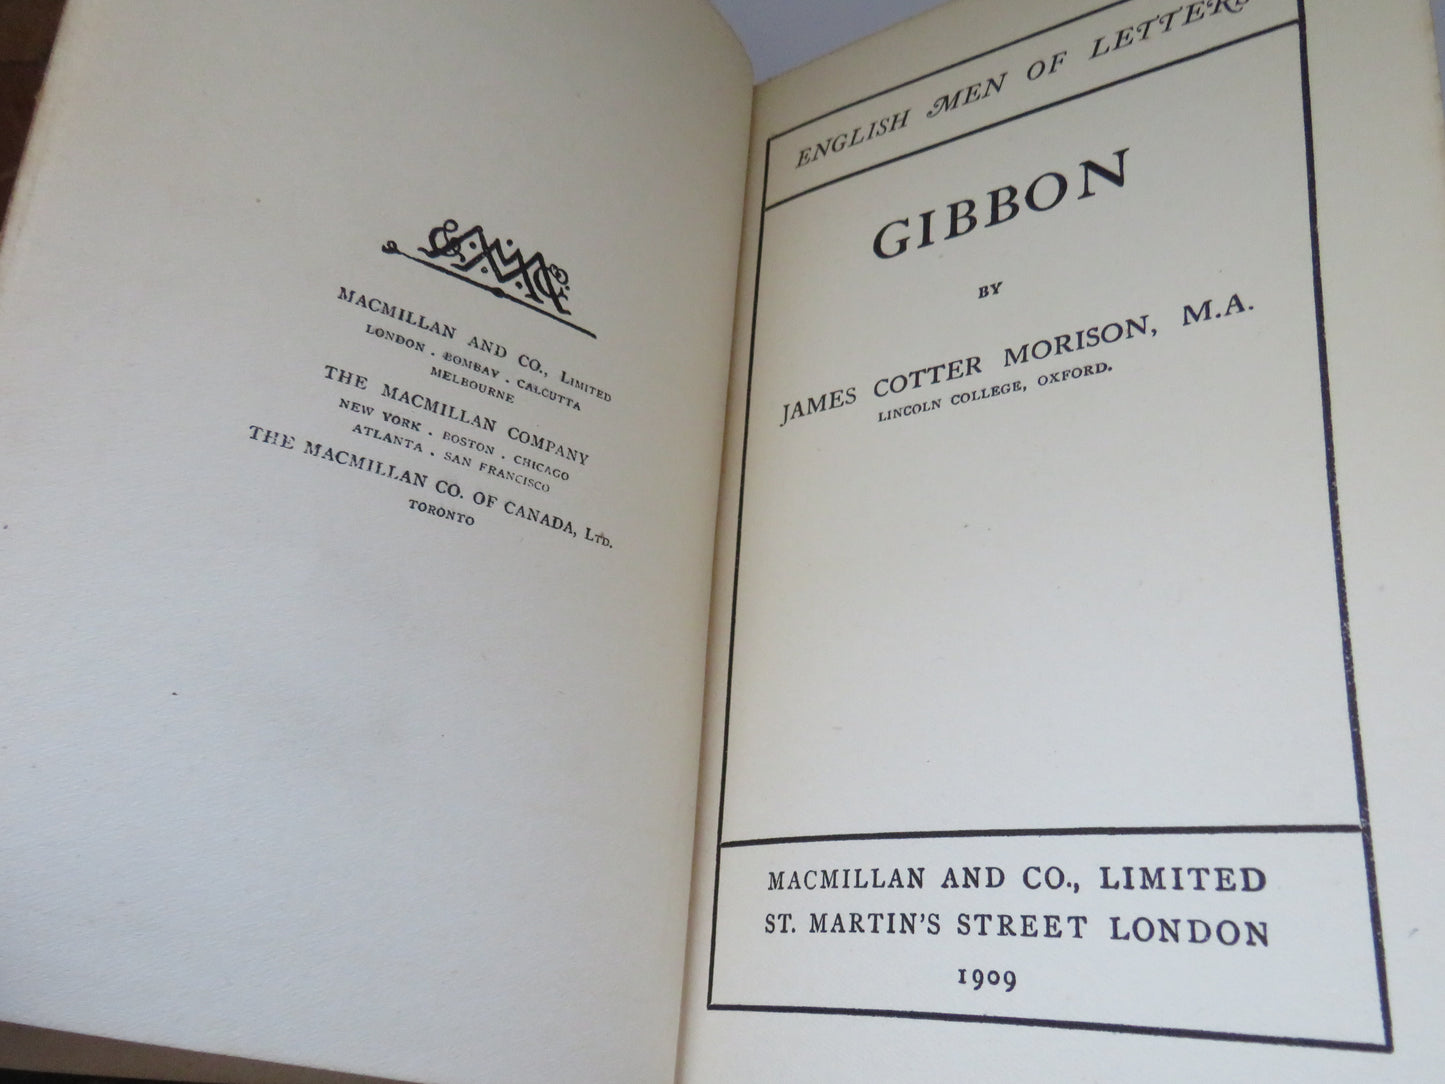 MACMILLAN AND CO., LIMITED
LONDON . BOMBAY . CALCUTTA
MELBOURNE
THE MACMILLAN COMPANY
NEW YORK . BOSTON . CHICAGO
ATLANTA . SAN FRANCISCO
THE MACMILLAN CO. OF CANADA, LTD.
TORONTO
ENGLISH MEN OF LETTERS
GIBBON
BY
JAMES COTTER MORISON, M.A.
LINCOLN COLLEGE, OXFORD.
MACMILLAN AND CO., LIMITED
ST. MARTIN'S STREET LONDON
1909